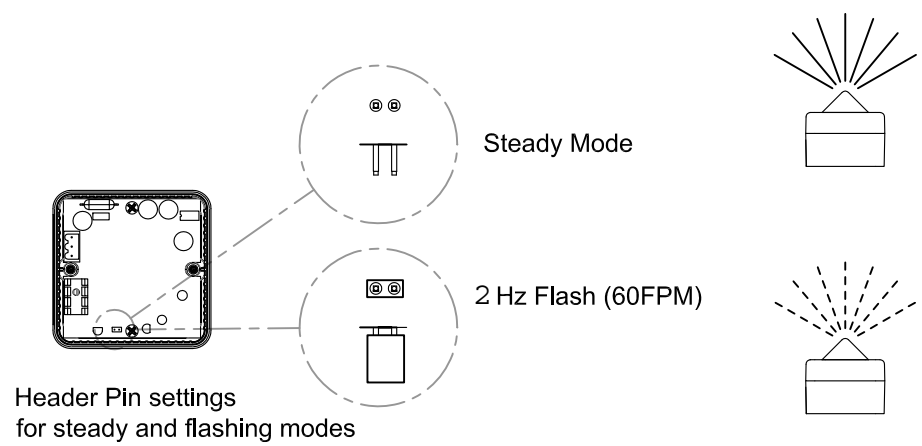 Steady Mode
2 Hz Flash (60FPM)
Header Pin settings
for steady and flashing modes